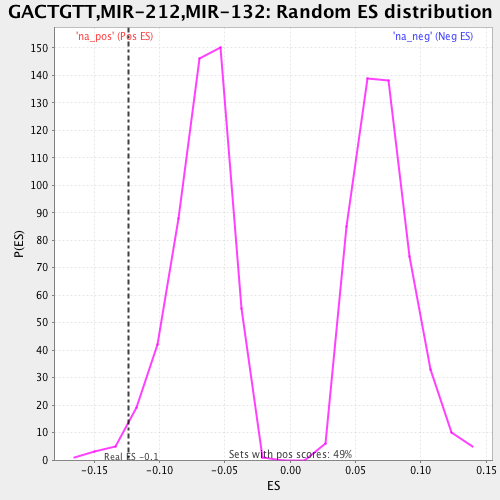 GACTGTT,MIR-212,MIR-132: Random ES distribution
'na_pos' (Pos ES)
'na_neg' (Neg ES)
P(ES)
150
140
130
120
110
100
90
80
70
60
50
40
30
20
10
0
Real ES -0.1
Sets with pos scores: 49%
-0.15 -0.10 -0.05 0.00 0.05 0.10 0.15
ES